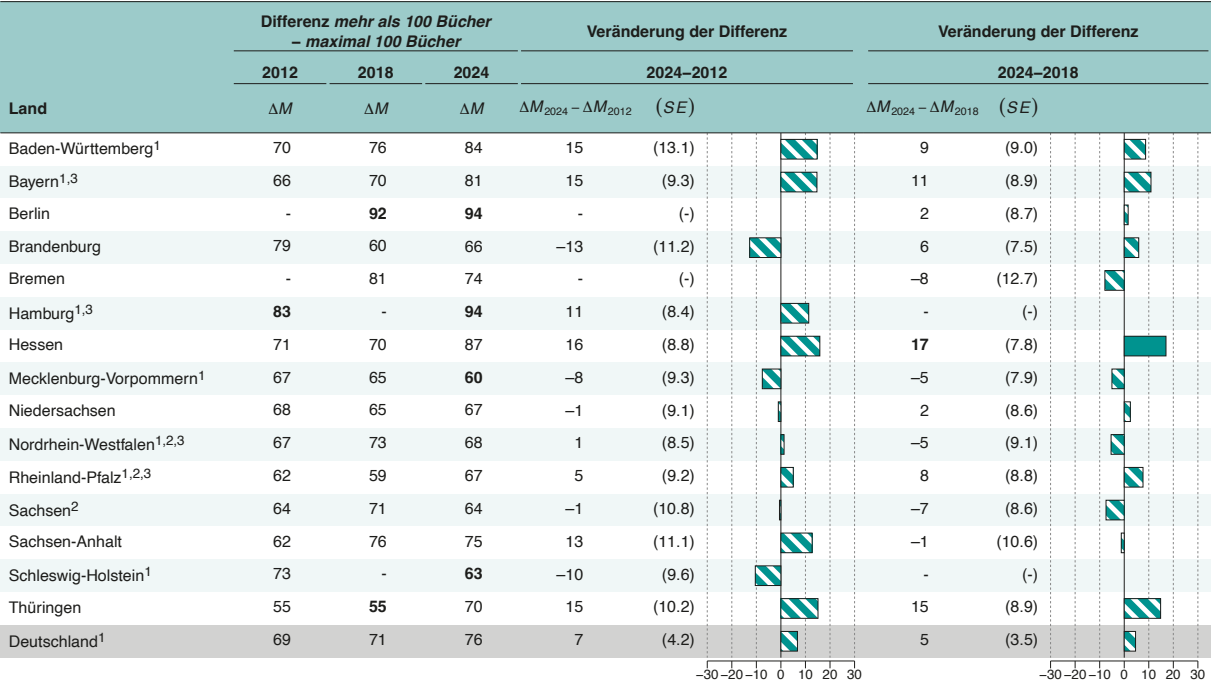 Differenz mehr als 100 Bücher
– maximal 100 Bücher
Veränderung der Differenz
Veränderung der Differenz
2012 2018 2024 2024–2012 2024–2018
Land ΔM ΔM ΔM ΔM2024 – ΔM2012 (SE) ΔM2024 – ΔM2018 (SE)
Baden-Württemberg1 70 76 84 15 (13.1) 9 (9.0)
Bayern1,3 66 70 81 15 (9.3) 11 (8.9)
Berlin - 92 94 - (-) 2 (8.7)
Brandenburg 79 60 66 –13 (11.2) 6 (7.5)
Bremen - 81 74 - (-) –8 (12.7)
Hamburg1,3 83 - 94 11 (8.4) - (-)
Hessen 71 70 87 16 (8.8) 17 (7.8)
Mecklenburg-Vorpommern1 67 65 60 –8 (9.3) –5 (7.9)
Niedersachsen 68 65 67 –1 (9.1) 2 (8.6)
Nordrhein-Westfalen1,2,3 67 73 68 1 (8.5) –5 (9.1)
Rheinland-Pfalz1,2,3 62 59 67 5 (9.2) 8 (8.8)
Sachsen2 64 71 64 –1 (10.8) –7 (8.6)
Sachsen-Anhalt 62 76 75 13 (11.1) –1 (10.6)
Schleswig-Holstein1 73 - 63 –10 (9.6) - (-)
Thüringen 55 55 70 15 (10.2) 15 (8.9)
Deutschland1 69 71 76 7 (4.2) 5 (3.5)
–30 –20 –10 0 10 20 30 –30 –20 –10 0 10 20 30